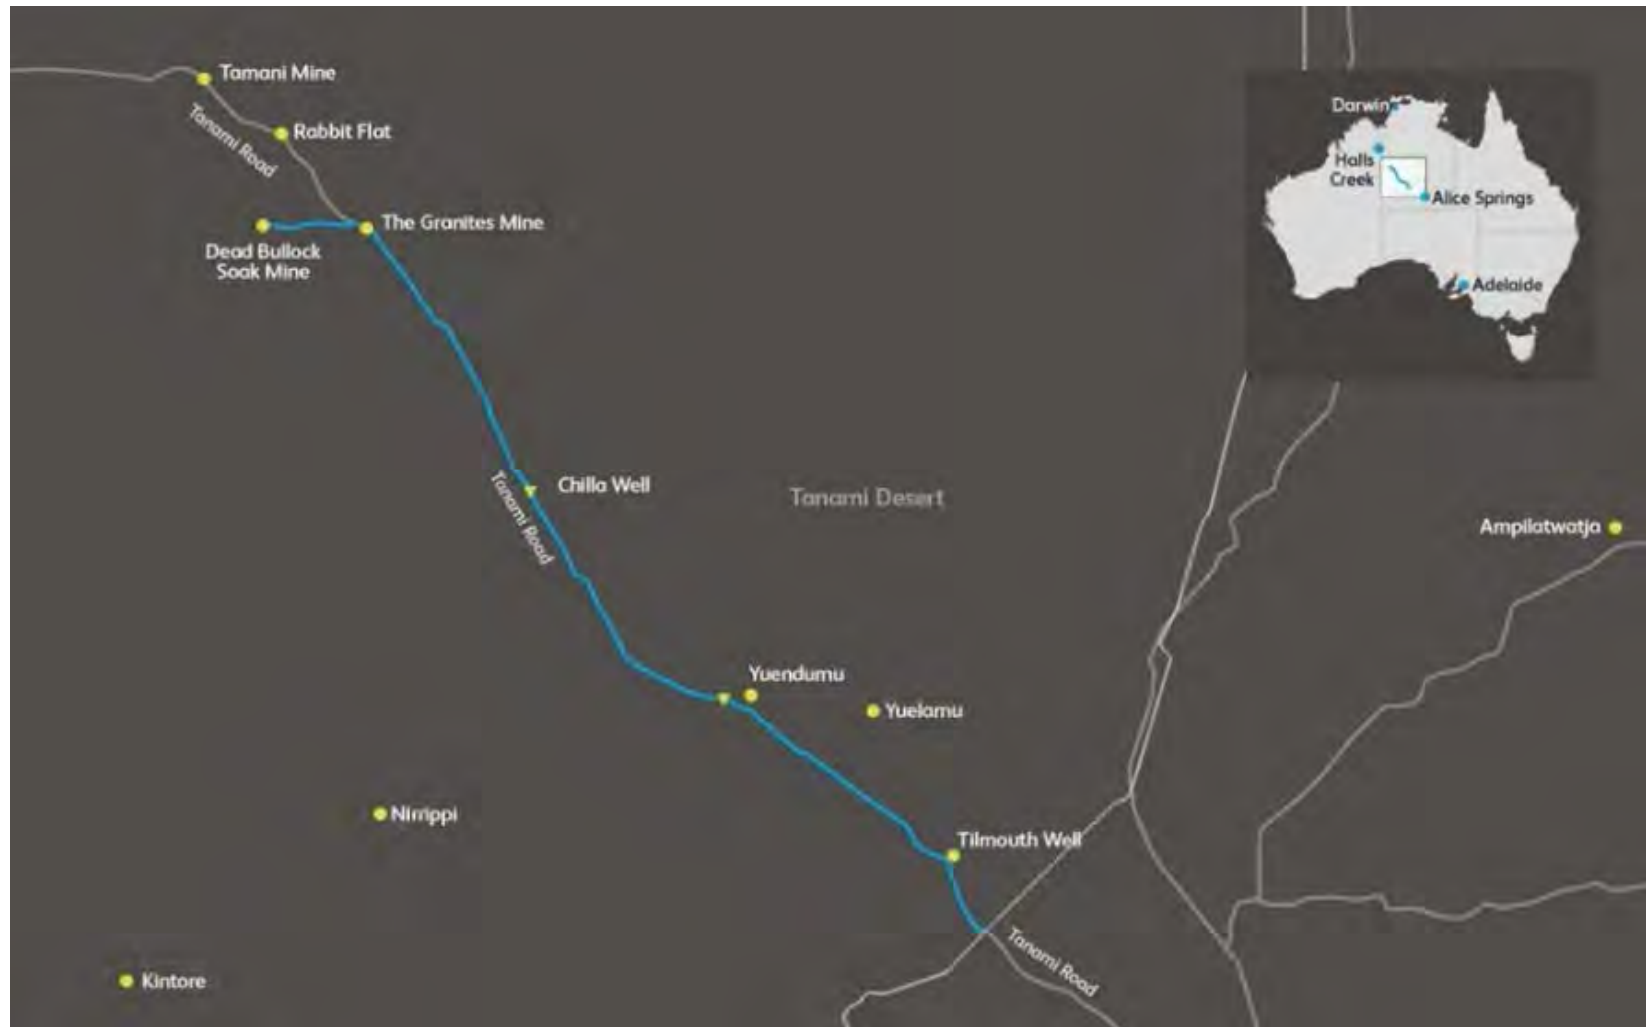 Tamani Mine
Tanami Road
Rabbit Flat
The Granites Mine
Dead Bullock
Soak Mine
Darwin
Halls
Creek
Alice Springs
Adelaide
Chilla Well
Tanami Road
Tanami Desert
Ampilatwatja
Yuendumu
Yuelamu
Nirrippi
Tilmouth Well
Tanami Road
Kintore